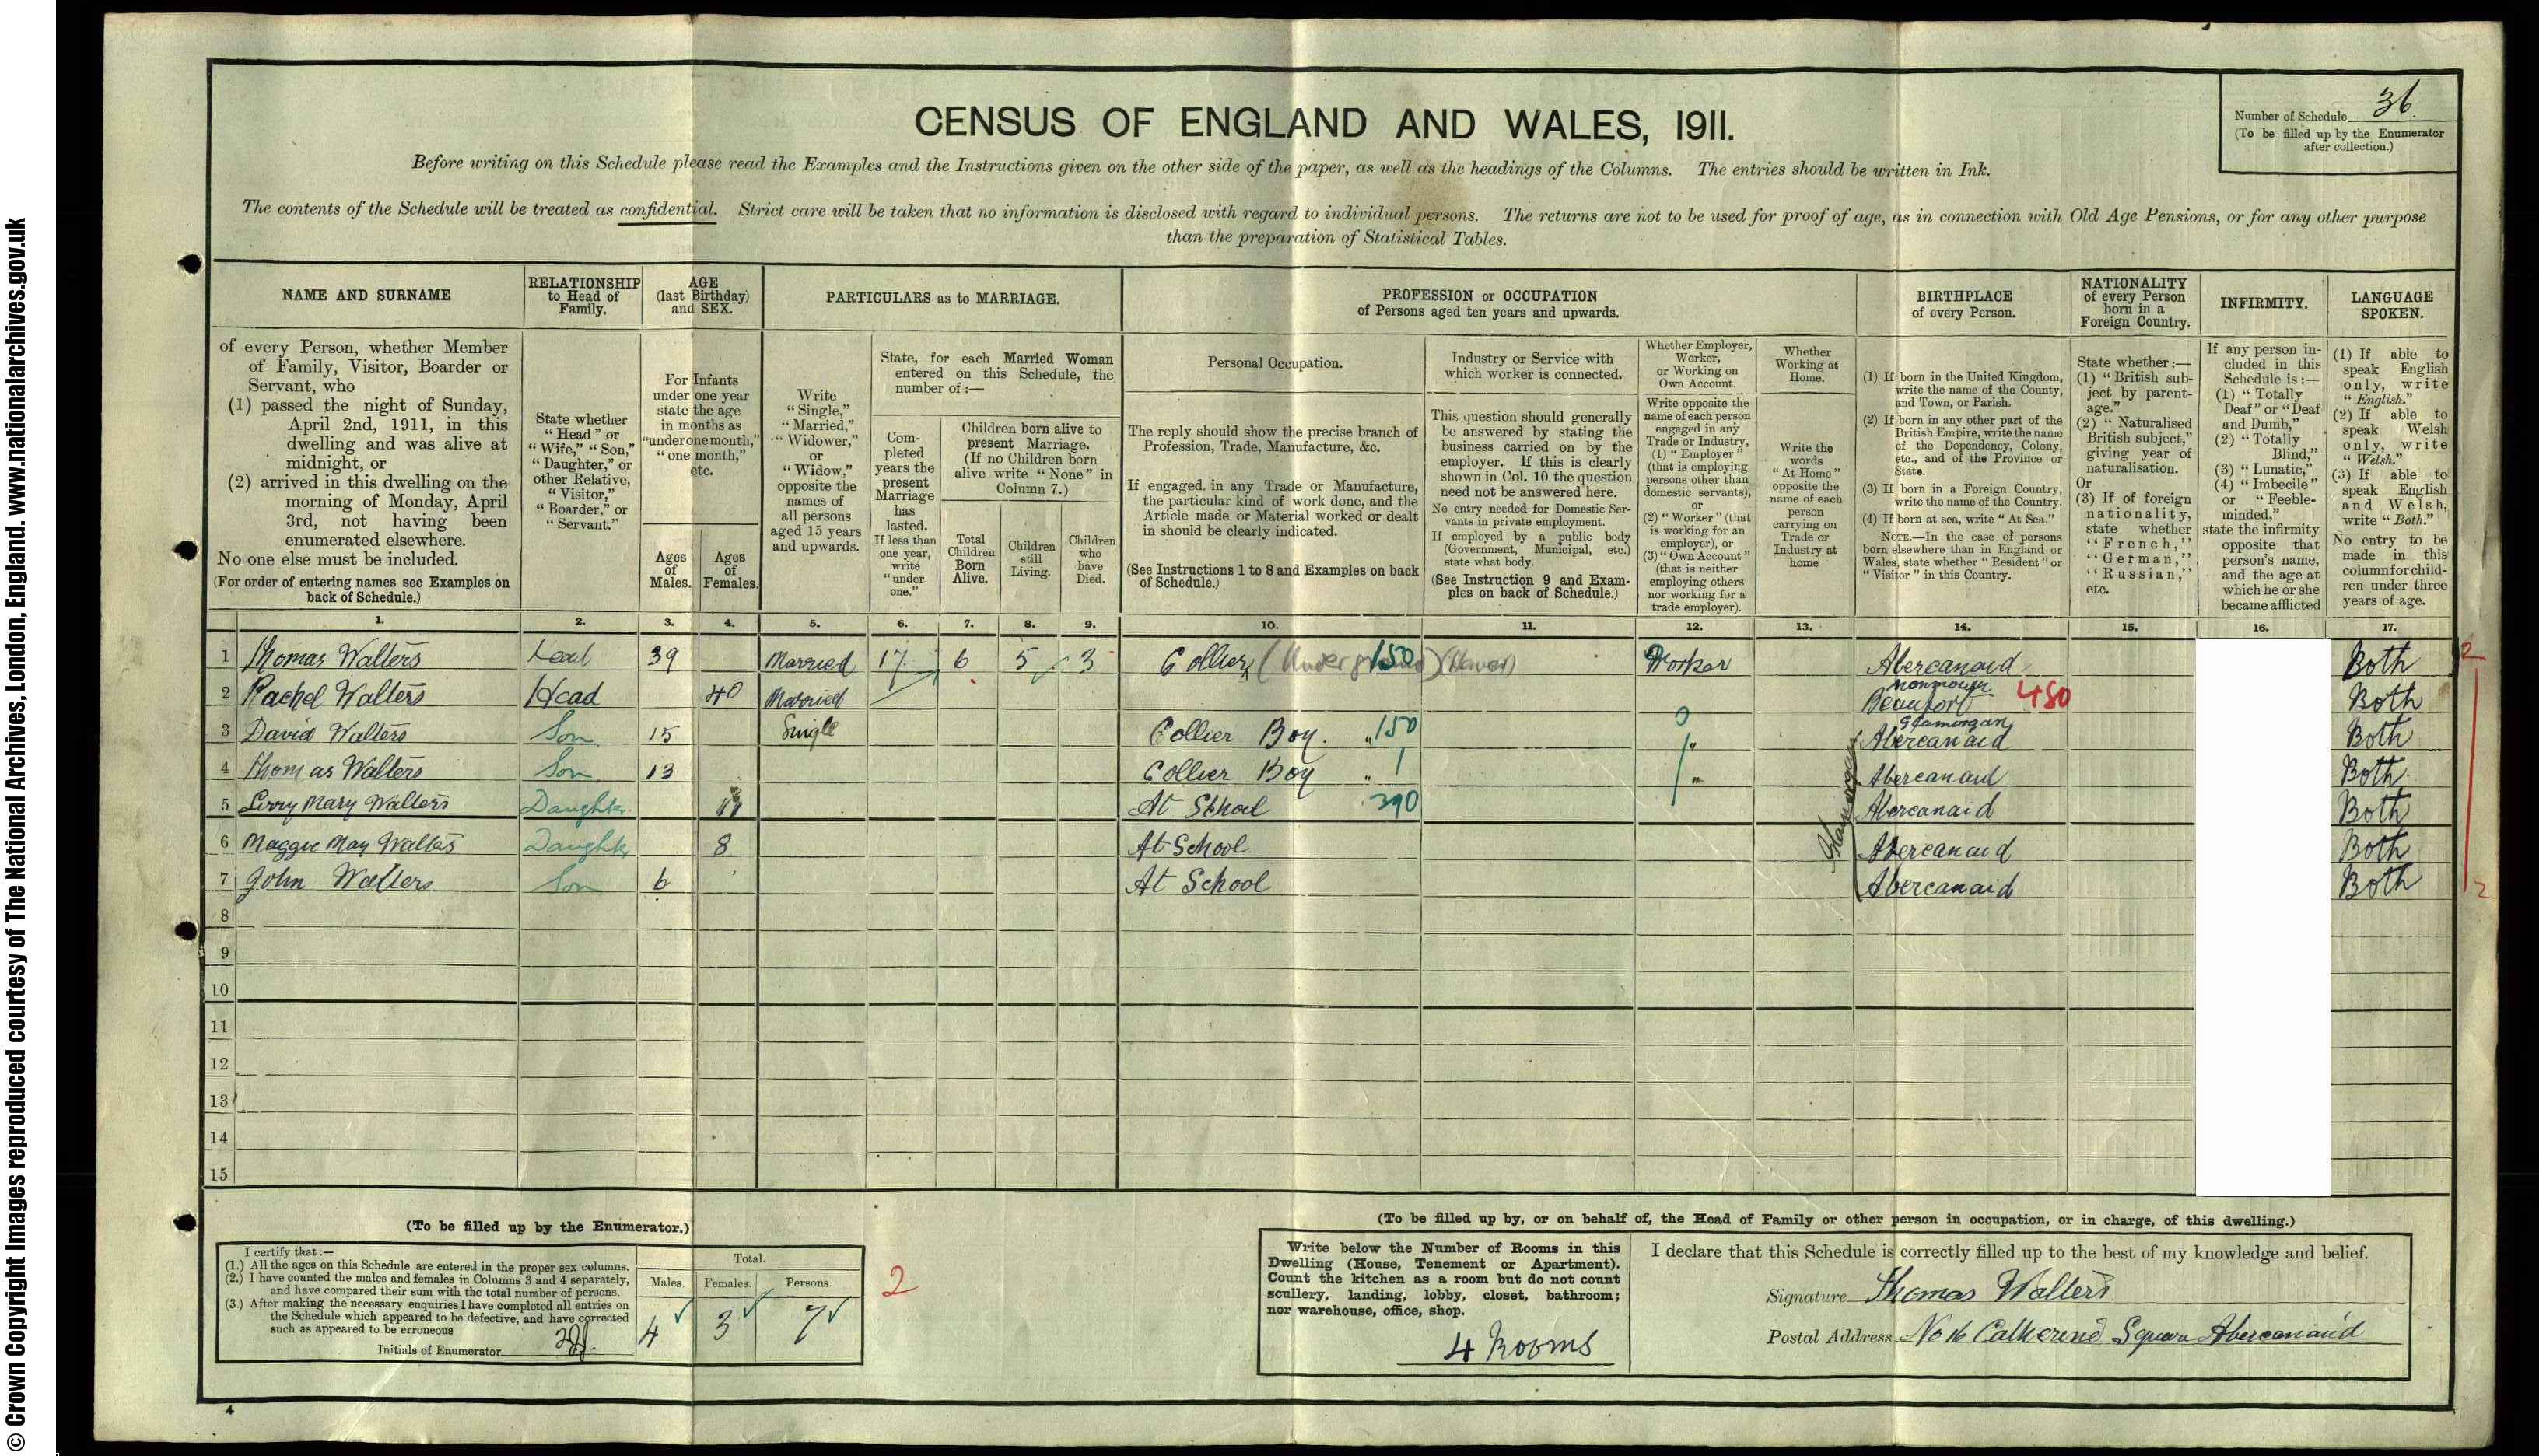 © Crown Copyright Images reproduced courtesy of The National Archives, London, England. www.nationalarchives.gov.uk
CENSUS OF ENGLAND AND WALES, 1911.
Number of Schedule 36.
(To be filled up by the Enumerator
after collection.)
Before writing on this Schedule please read the Examples and the Instructions given on the other side of the paper, as well as the headings of the Columns. The entries should be written in Ink.
The contents of the Schedule will be treated as confidential. Strict care will be taken that no information is disclosed with regard to individual persons. The returns are not to be used for proof of age, as in connection with Old Age Pensions, or for any other purpose
than the preparation of Statistical Tables.
NAME AND SURNAME
of every Person, whether Member
of Family, Visitor, Boarder or
Servant, who
(1) passed the night of Sunday,
April 2nd, 1911, in this
dwelling and was alive at
midnight, or
(2) arrived in this dwelling on the
morning of Monday, April
3rd, not having been
enumerated elsewhere.
No one else must be included.
(For order of entering names see Examples on
back of Schedule.)
RELATIONSHIP
to Head of
Family.
State whether
"Head" or
"Wife," "Son,"
"Daughter," or
other Relative,
"Visitor,"
"Boarder," or
"Servant."
AGE
(last Birthday)
and SEX.
For Infants
under one year
state the age
in months as
"under one month,"
"one month,"
etc.
Ages
of
Males.
Ages
of
Females.
PARTICULARS as to MARRIAGE.
Write
"Single,"
"Married,"
"Widower,"
or
"Widow,"
opposite the
names of
all persons
aged 15 years
and upwards.
State, for each Married Woman
entered on this Schedule, the
number of :—
Com-
pleted
years the
present
Marriage
has
lasted.
If less than
one year,
write
"under
one."
Children born alive to
present Marriage.
(If no Children born
alive write "None" in
Column 7.)
Total
Children
Born
Alive.
Children
still
Living.
Children
who
have
Died.
PROFESSION or OCCUPATION
of Persons aged ten years and upwards.
Personal Occupation.
The reply should show the precise branch of
Profession, Trade, Manufacture, &c.
If engaged in any Trade or Manufacture,
the particular kind of work done, and the
Article made or Material worked or dealt
in should be clearly indicated.
(See Instructions 1 to 8 and Examples on back
of Schedule.)
Industry or Service with
which worker is connected.
This question should generally
be answered by stating the
business carried on by the
employer. If this is clearly
shown in Col. 10 the question
need not be answered here.
No entry needed for Domestic Ser-
vants in private employment.
If employed by a public body
(Government, Municipal, etc.)
state what body.
(See Instruction 9 and Exam-
ples on back of Schedule.)
Whether Employer,
Worker,
or Working on
Own Account.
Write opposite the
name of each person
engaged in any
Trade or Industry,
(1) "Employer"
(that is employing
persons other than
domestic servants),
or
(2) "Worker" (that
is working for an
employer), or
(3) "Own Account"
(that is neither
employing others
nor working for a
trade employer).
Whether
Working at
Home.
Write the
words
"At Home"
opposite the
name of each
person
carrying on
Trade or
Industry at
home
BIRTHPLACE
of every Person.
(1) If born in the United Kingdom,
write the name of the County,
and Town, or Parish.
(2) If born in any other part of the
British Empire, write the name
of the Dependency, Colony,
etc., and of the Province or
State.
(3) If born in a Foreign Country,
write the name of the Country.
(4) If born at sea, write "At Sea."
NOTE.—In the case of persons
born elsewhere than in England or
Wales, state whether "Resident" or
"Visitor" in this Country.
NATIONALITY
of every Person
born in a
Foreign Country.
State whether :—
(1) "British sub-
ject by parent-
age."
(2) "Naturalised
British subject,"
giving year of
naturalisation.
Or
(3) If of foreign
nationality,
state whether
"French,"
"German,"
"Russian,"
etc.
INFIRMITY.
If any person in-
cluded in this
Schedule is :—
(1) "Totally
Deaf" or "Deaf
and Dumb,"
(2) "Totally
Blind,"
(3) "Lunatic,"
(4) "Imbecile"
or "Feeble-
minded,"
state the infirmity
opposite that
person's name,
and the age at
which he or she
became afflicted
LANGUAGE
SPOKEN.
(1) If able to
speak English
only, write
"English."
(2) If able to
speak Welsh
only, write
"Welsh."
(3) If able to
speak English
and Welsh,
write "Both."
No entry to be
made in this
column for child-
ren under three
years of age.
1. 2. 3. 4. 5. 6. 7. 8. 9. 10. 11. 12. 13. 14. 15. 16. 17.
1 Thomas Walters Head 39 Married 17 6 5 3 Collier (Underground) 150 (Hewer) Worker Abercanaid Both 2
2 Rachel Walters Head 40 Married Monmouth Beaufort 480 Both
3 David Walters Son 15 Single Collier Boy. " 150 " Glamorgan Abercanaid Both
4 Thomas Walters Son 13 Collier Boy " " Abercanaid Both
5 Mary Walters Daughter At School 390 Abercanaid Both
6 Maggie May Walters Daughter 8 At School Abercanaid Both
7 John Walters Son 6 At School Abercanaid Both 2
Glamorgan
8
9
10
11
12
13
14
15
(To be filled up by the Enumerator.)
I certify that :—
(1.) All the ages on this Schedule are entered in the proper sex columns.
(2.) I have counted the males and females in Columns 3 and 4 separately,
and have compared their sum with the total number of persons.
(3.) After making the necessary enquiries I have completed all entries on
the Schedule which appeared to be defective, and have corrected
such as appeared to be erroneous
Initials of Enumerator
Total.
Males. Females. Persons.
4 3 7
2
(To be filled up by, or on behalf of, the Head of Family or other person in occupation, or in charge, of this dwelling.)
Write below the Number of Rooms in this
Dwelling (House, Tenement or Apartment).
Count the kitchen as a room but do not count
scullery, landing, lobby, closet, bathroom;
nor warehouse, office, shop.
4 Rooms
I declare that this Schedule is correctly filled up to the best of my knowledge and belief.
Signature Thomas Walters
Postal Address No 16 Catherine Square Abercanaid
4